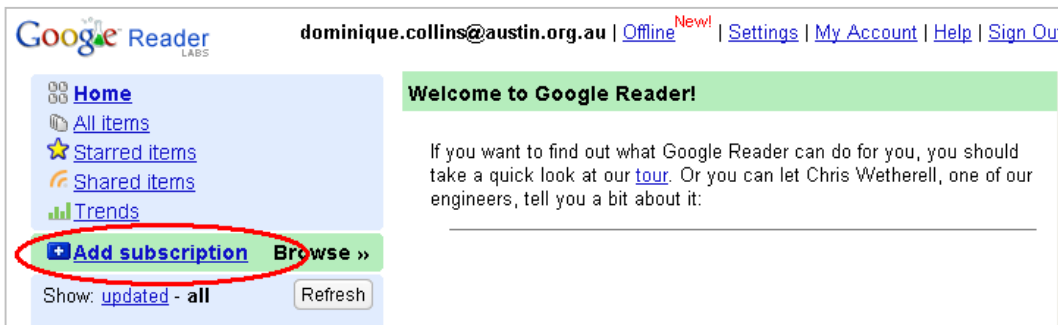 Google Reader
LABS
dominique.collins@austin.org.au | Offline New! | Settings | My Account | Help | Sign Ou
Home
All items
Starred items
Shared items
Trends
Add subscription Browse »
Show: updated - all Refresh
Welcome to Google Reader!
If you want to find out what Google Reader can do for you, you should
take a quick look at our tour. Or you can let Chris Wetherell, one of our
engineers, tell you a bit about it: